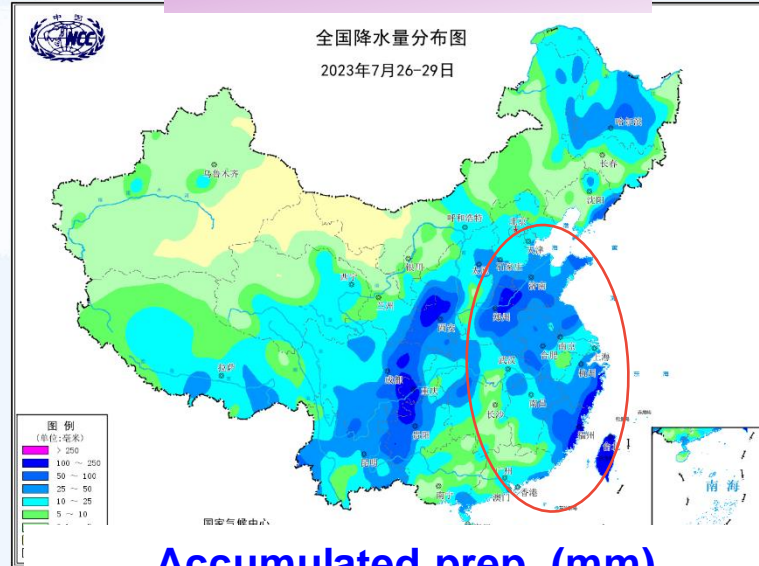 中国
NCC
全国降水量分布图
2023年7月26-29日
哈尔滨
长春
乌鲁木齐
沈阳
呼和浩特
北京
天津
石家庄
太原
银川
济南
西宁
兰州
郑州
西安
南京
合肥
上海
武汉
杭州
拉萨
成都
重庆
南昌
长沙
贵阳
福州
台北
昆明
广州
南宁
香港
澳门
东海
南海
图例
(单位:毫米)
> 250
100 ~ 250
50 ~ 100
25 ~ 50
10 ~ 25
5 ~ 10
国家气候中心
Accumulated prep. (mm)